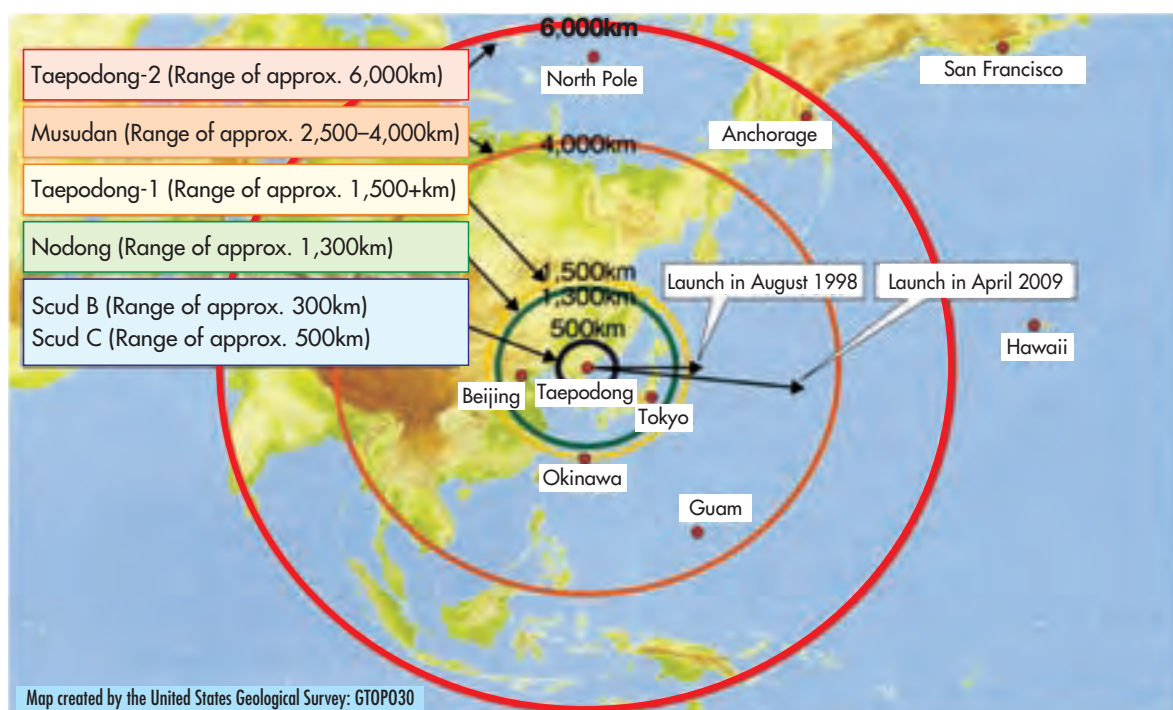 6,000km
North Pole
San Francisco
Taepodong-2 (Range of approx. 6,000km)
Musudan (Range of approx. 2,500–4,000km)
Anchorage
4,000km
Taepodong-1 (Range of approx. 1,500+km)
Nodong (Range of approx. 1,300km)
1,500km
1,300km
Launch in August 1998
Launch in April 2009
Scud B (Range of approx. 300km)
Scud C (Range of approx. 500km)
500km
Hawaii
Beijing
Taepodong
Tokyo
Okinawa
Guam
Map created by the United States Geological Survey: GTOPO30